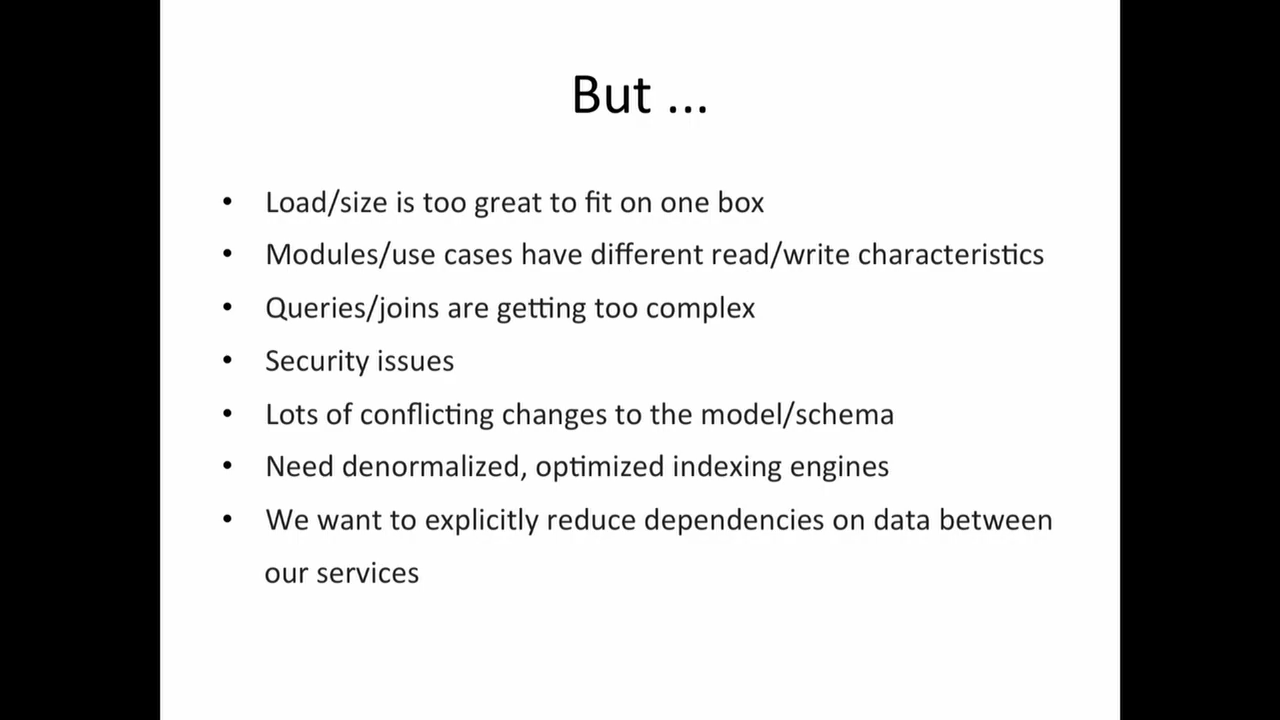 But ...
• Load/size is too great to fit on one box
• Modules/use cases have different read/write characteristics
• Queries/joins are getting too complex
• Security issues
• Lots of conflicting changes to the model/schema
• Need denormalized, optimized indexing engines
• We want to explicitly reduce dependencies on data between
our services